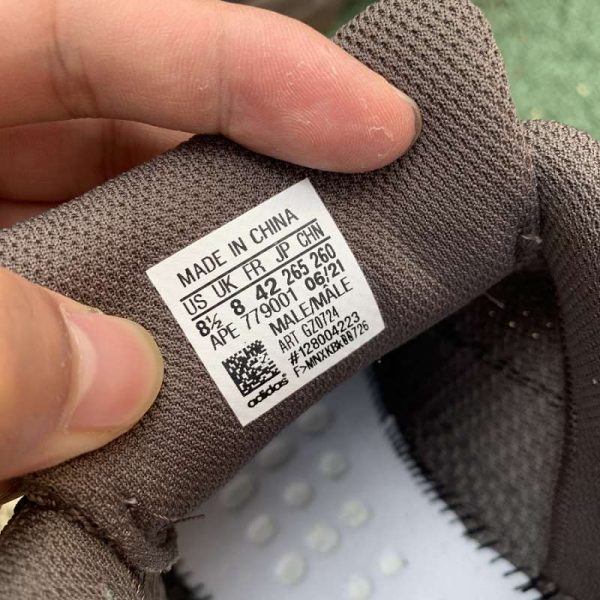 MADE IN CHINA
US UK FR JP CHN
8½ 8 42 265 260
APE 779001 06/21
MALE/MÂLE
ART GZ0724
#128004223
F>MNXKBW00726
adidas